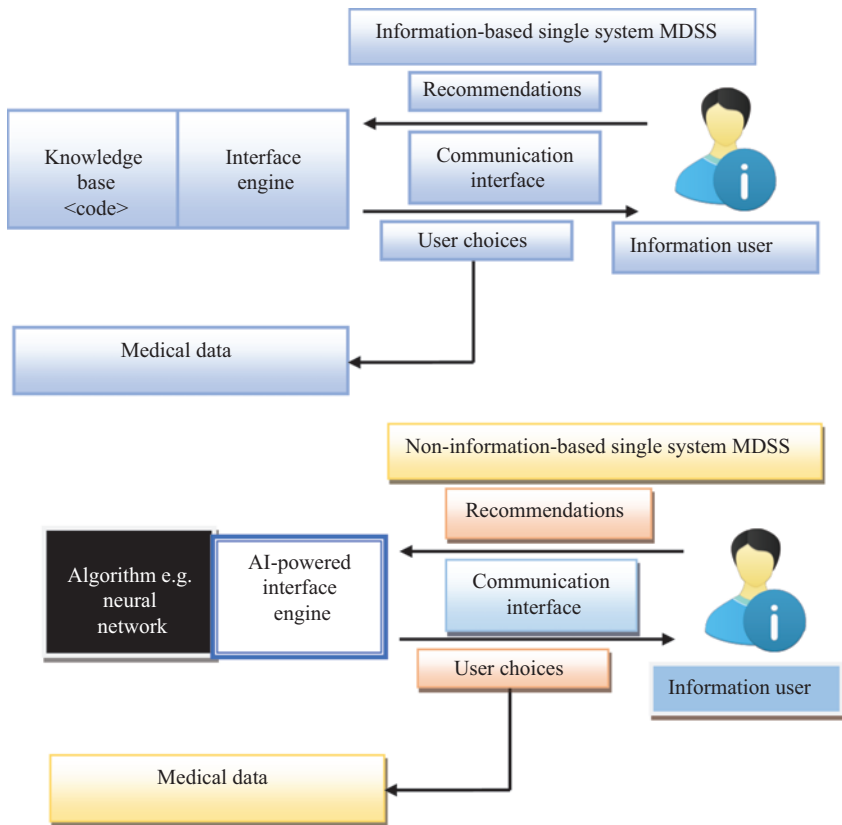 Information-based single system MDSS
Recommendations
Knowledge
base
<code>
Interface
engine
Communication
interface
i
User choices
Information user
Medical data
Non-information-based single system MDSS
Recommendations
Algorithm e.g.
neural
network
AI-powered
interface
engine
Communication
interface
i
User choices
Information user
Medical data